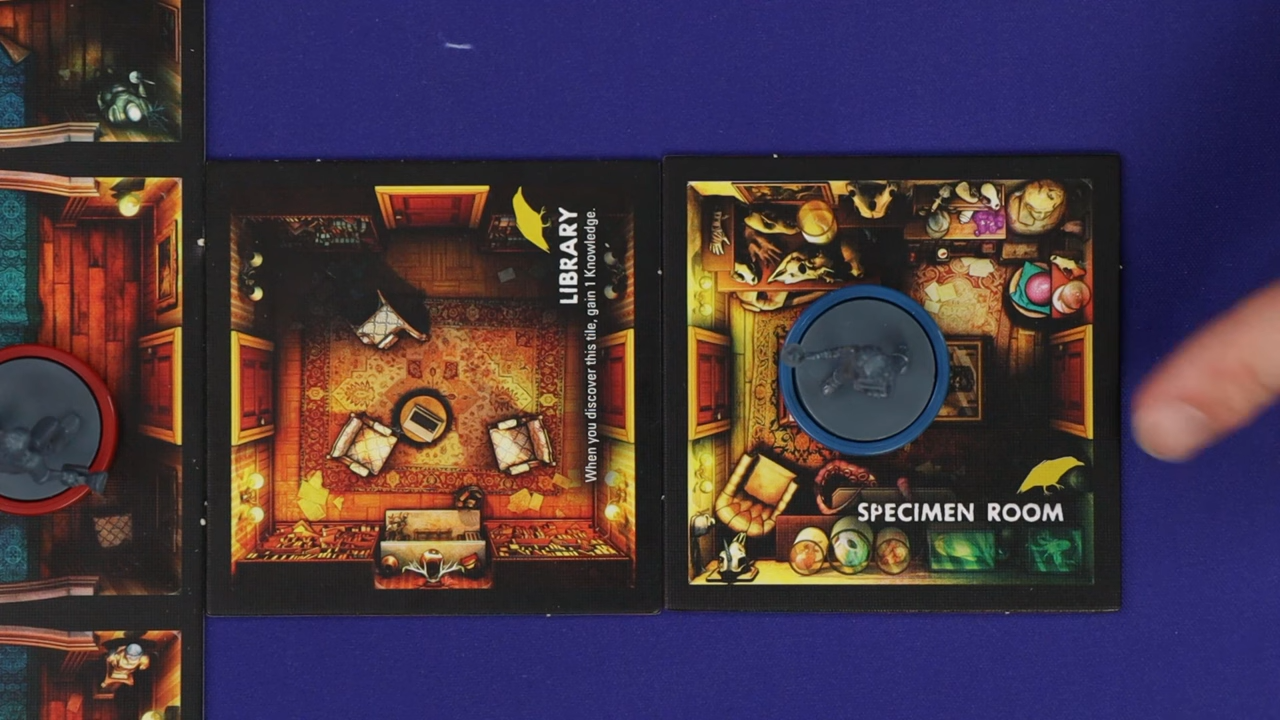 LIBRARY
When you discover this tile, gain 1 Knowledge.
SPECIMEN ROOM